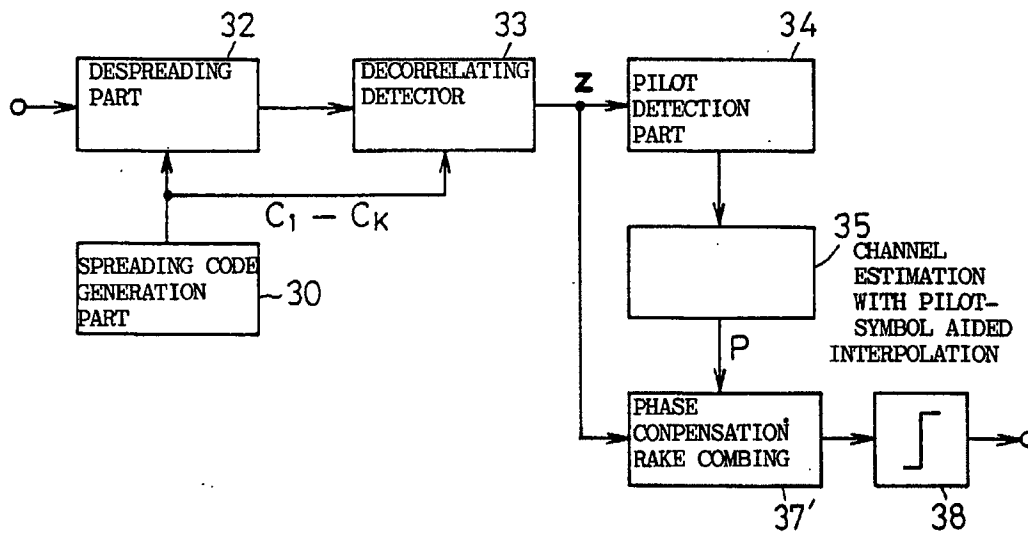 32
DESPREADING
PART
33
DECORRELATING
DETECTOR
Z
34
PILOT
DETECTION
PART
C1 – CK
SPREADING CODE
GENERATION
PART
30
35
CHANNEL
ESTIMATION
WITH PILOT-
SYMBOL AIDED
INTERPOLATION
P
PHASE
CONPENSATION
RAKE COMBING
37'
38